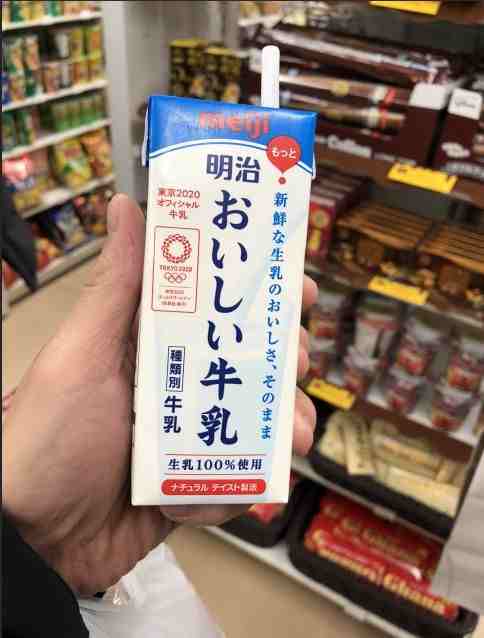 meiji
明治
もっと
新鮮な生乳のおいしさ、そのまま
東京2020
オフィシャル
牛乳
TOKYO 2020
おいしい牛乳
種類別
牛乳
生乳100%使用
ナチュラル テイスト製法
Ghana